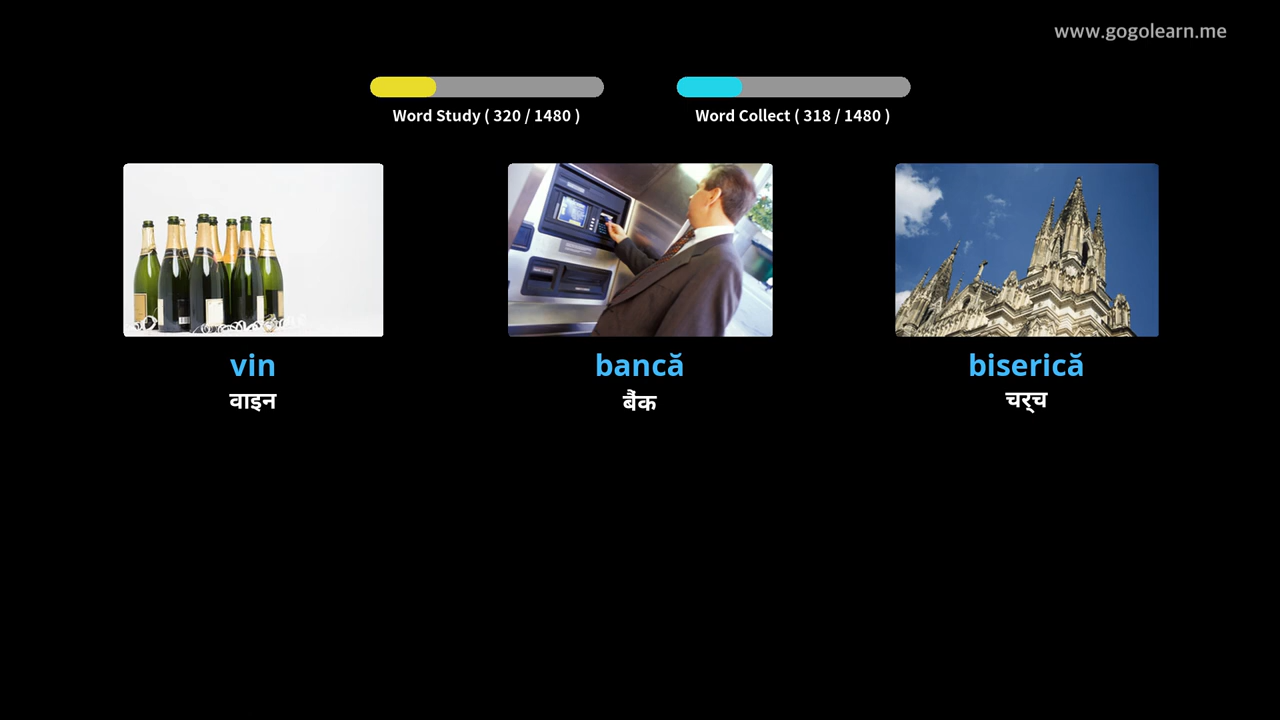 www.gogolearn.me
Word Study ( 320 / 1480 )
Word Collect ( 318 / 1480 )
vin
bancă
biserică
वाइन
बैंक
चर्च